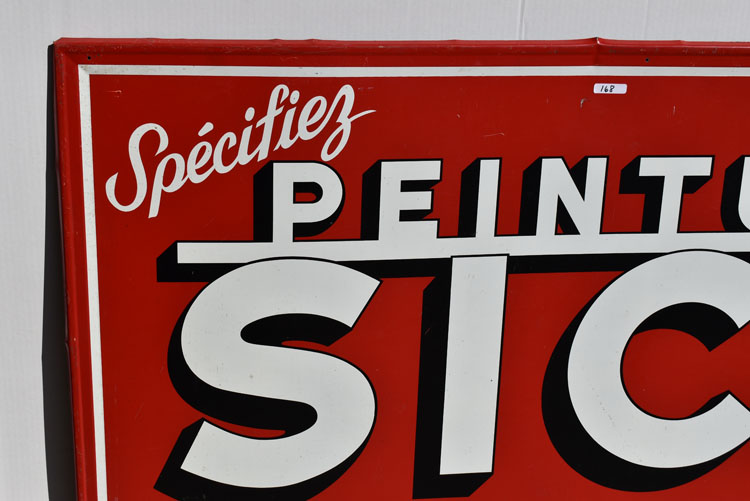 168
Spécifiez
PEINTU
SIC